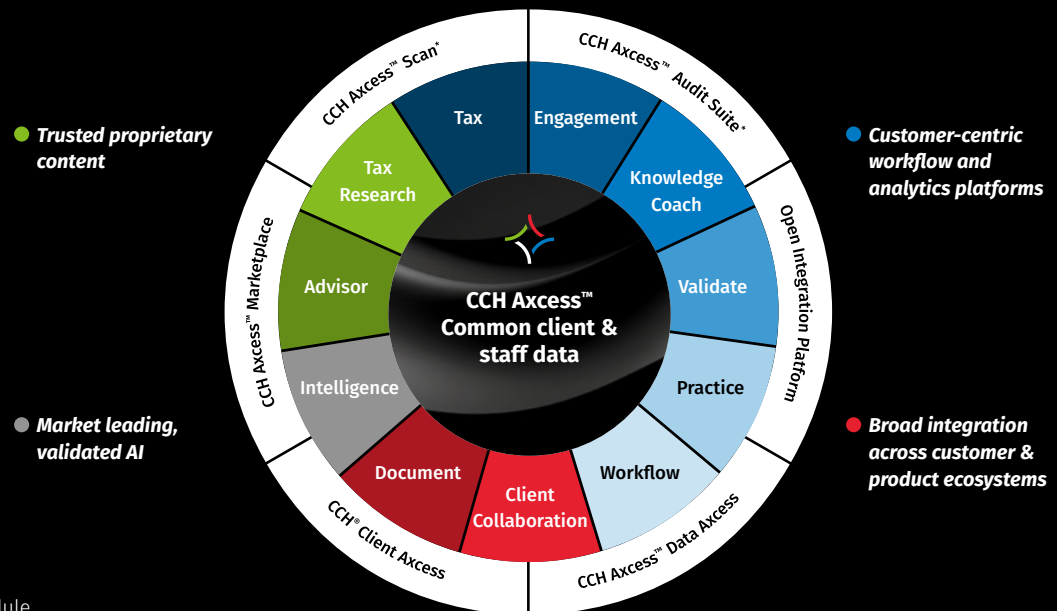 CCH Axcess™ Scan*
CCH Axcess™ Audit Suite*
Open Integration Platform
CCH Axcess™ Data Axcess
CCH® Client Axcess
CCH Axcess™ Marketplace
Tax
Engagement
Knowledge
Coach
Validate
Practice
Workflow
Client
Collaboration
Document
Intelligence
Advisor
Tax
Research
CCH Axcess™
Common client &
staff data
Trusted proprietary
content
Customer-centric
workflow and
analytics platforms
Market leading,
validated AI
Broad integration
across customer &
product ecosystems